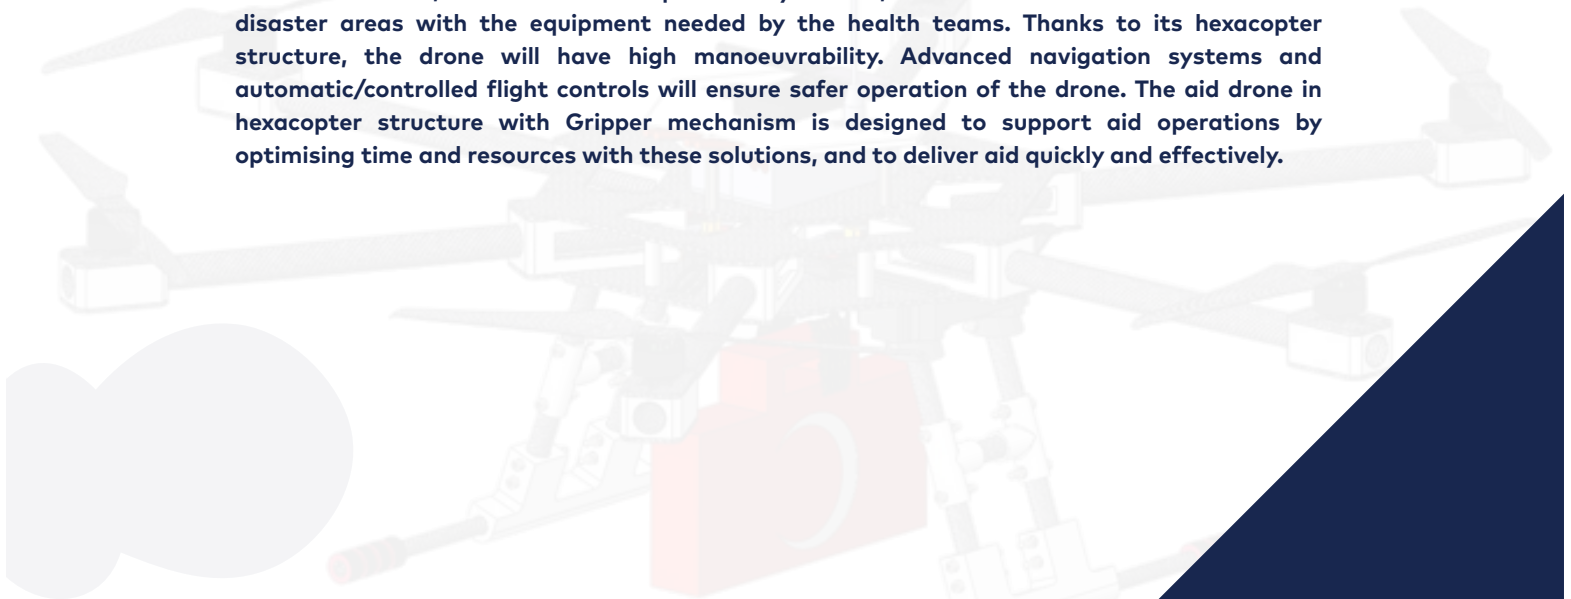 disaster areas with the equipment needed by the health teams. Thanks to its hexacopter
structure, the drone will have high manoeuvrability. Advanced navigation systems and
automatic/controlled flight controls will ensure safer operation of the drone. The aid drone in
hexacopter structure with Gripper mechanism is designed to support aid operations by
optimising time and resources with these solutions, and to deliver aid quickly and effectively.